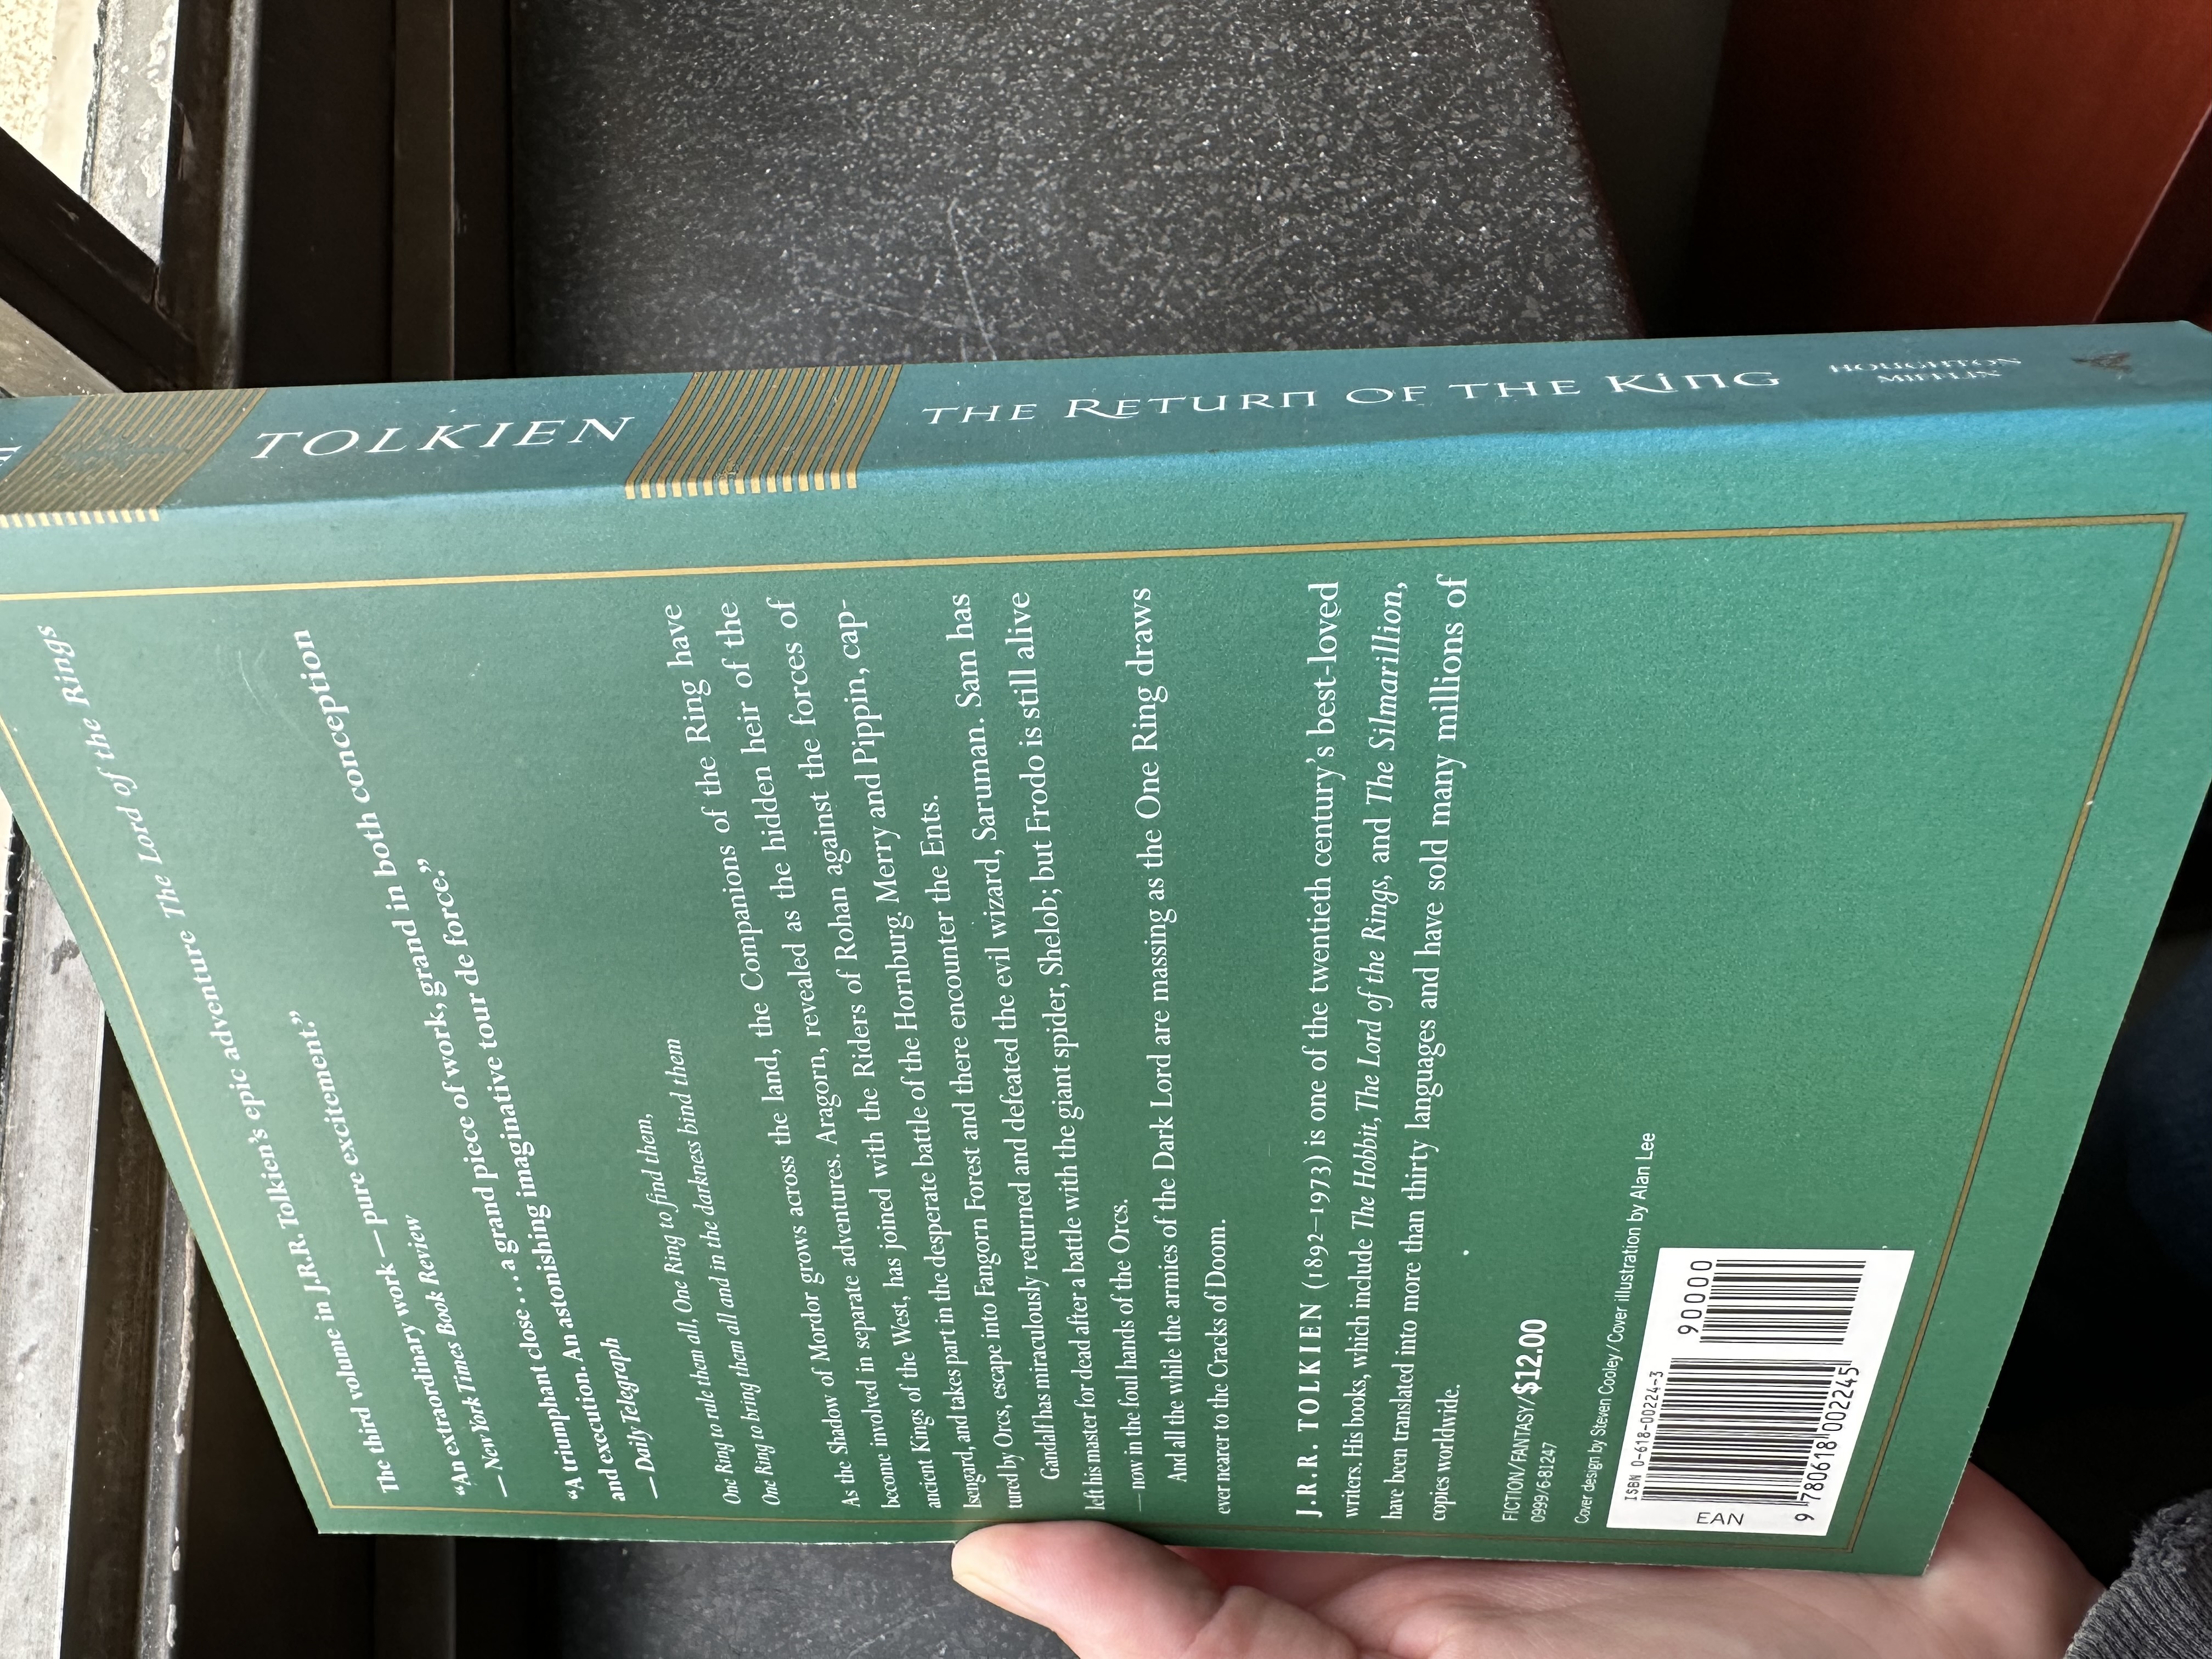 TOLKIEN
THE RETURN OF THE KING
HOUGHTON
MIFFLIN
The third volume in J.R.R. Tolkien's epic adventure The Lord of the Rings
“An extraordinary work — pure excitement.”
— New York Times Book Review
“A triumphant close . . . a grand piece of work, grand in both conception
and execution. An astonishing imaginative tour de force.”
— Daily Telegraph
One Ring to rule them all, One Ring to find them,
One Ring to bring them all and in the darkness bind them
As the Shadow of Mordor grows across the land, the Companions of the Ring have
become involved in separate adventures. Aragorn, revealed as the hidden heir of the
ancient Kings of the West, has joined with the Riders of Rohan against the forces of
Isengard, and takes part in the desperate battle of the Hornburg. Merry and Pippin, cap-
tured by Orcs, escape into Fangorn Forest and there encounter the Ents.
Gandalf has miraculously returned and defeated the evil wizard, Saruman. Sam has
left his master for dead after a battle with the giant spider, Shelob; but Frodo is still alive
— now in the foul hands of the Orcs.
And all the while the armies of the Dark Lord are massing as the One Ring draws
ever nearer to the Cracks of Doom.
J.R.R. TOLKIEN (1892–1973) is one of the twentieth century's best-loved
writers. His books, which include The Hobbit, The Lord of the Rings, and The Silmarillion,
have been translated into more than thirty languages and have sold many millions of
copies worldwide.
FICTION/FANTASY/$12.00
0999/6-81247
Cover design by Steven Cooley/Cover illustration by Alan Lee
ISBN 0-618-00224-3
90000
EAN
9 780618 002245